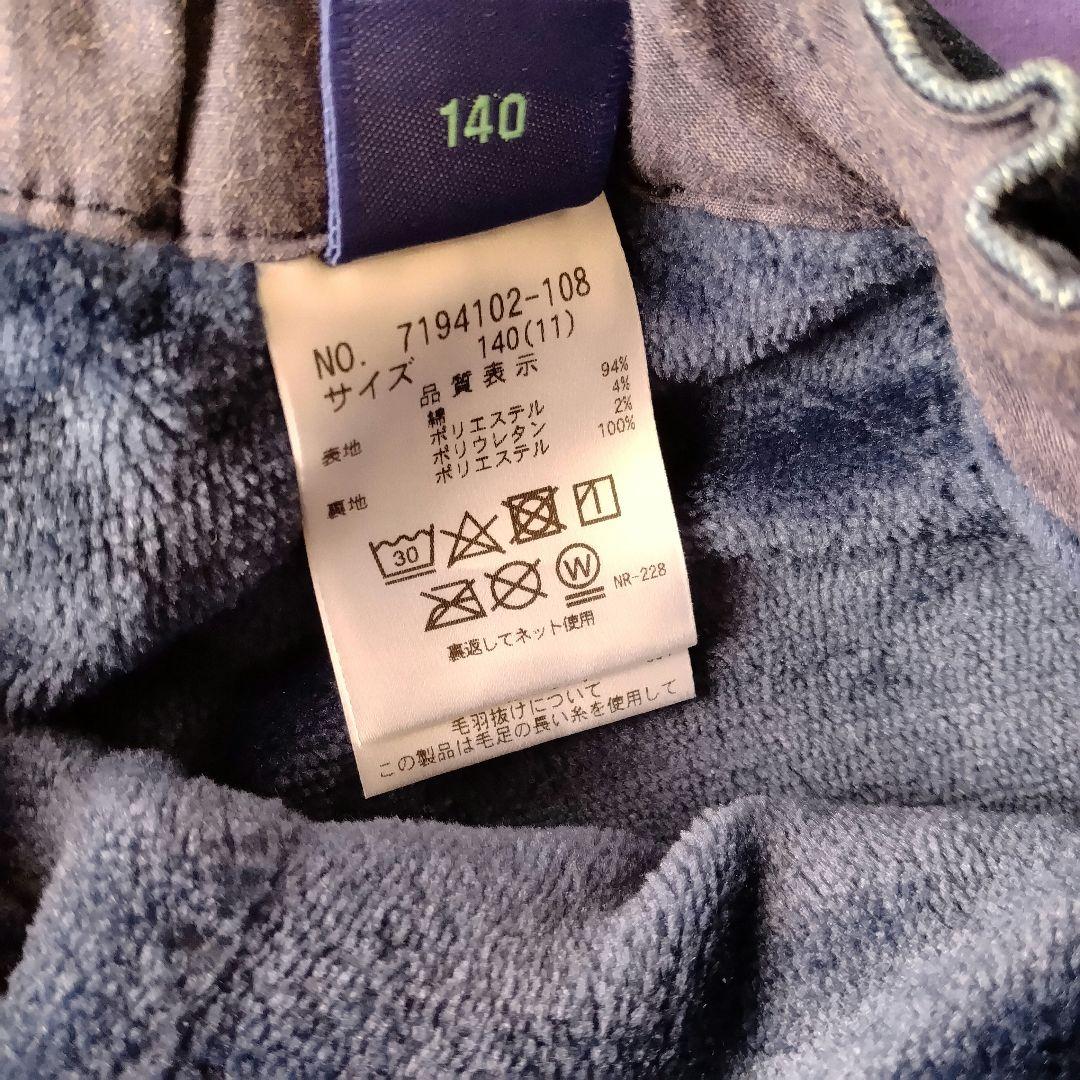 140
NO. 7194102-108
サイズ 140(11)
品質表示
表地 綿 94%
ポリエステル 4%
ポリウレタン 2%
裏地 ポリエステル 100%
30
W NR-228
裏返してネット使用
毛羽抜けについて
この製品は毛足の長い糸を使用して